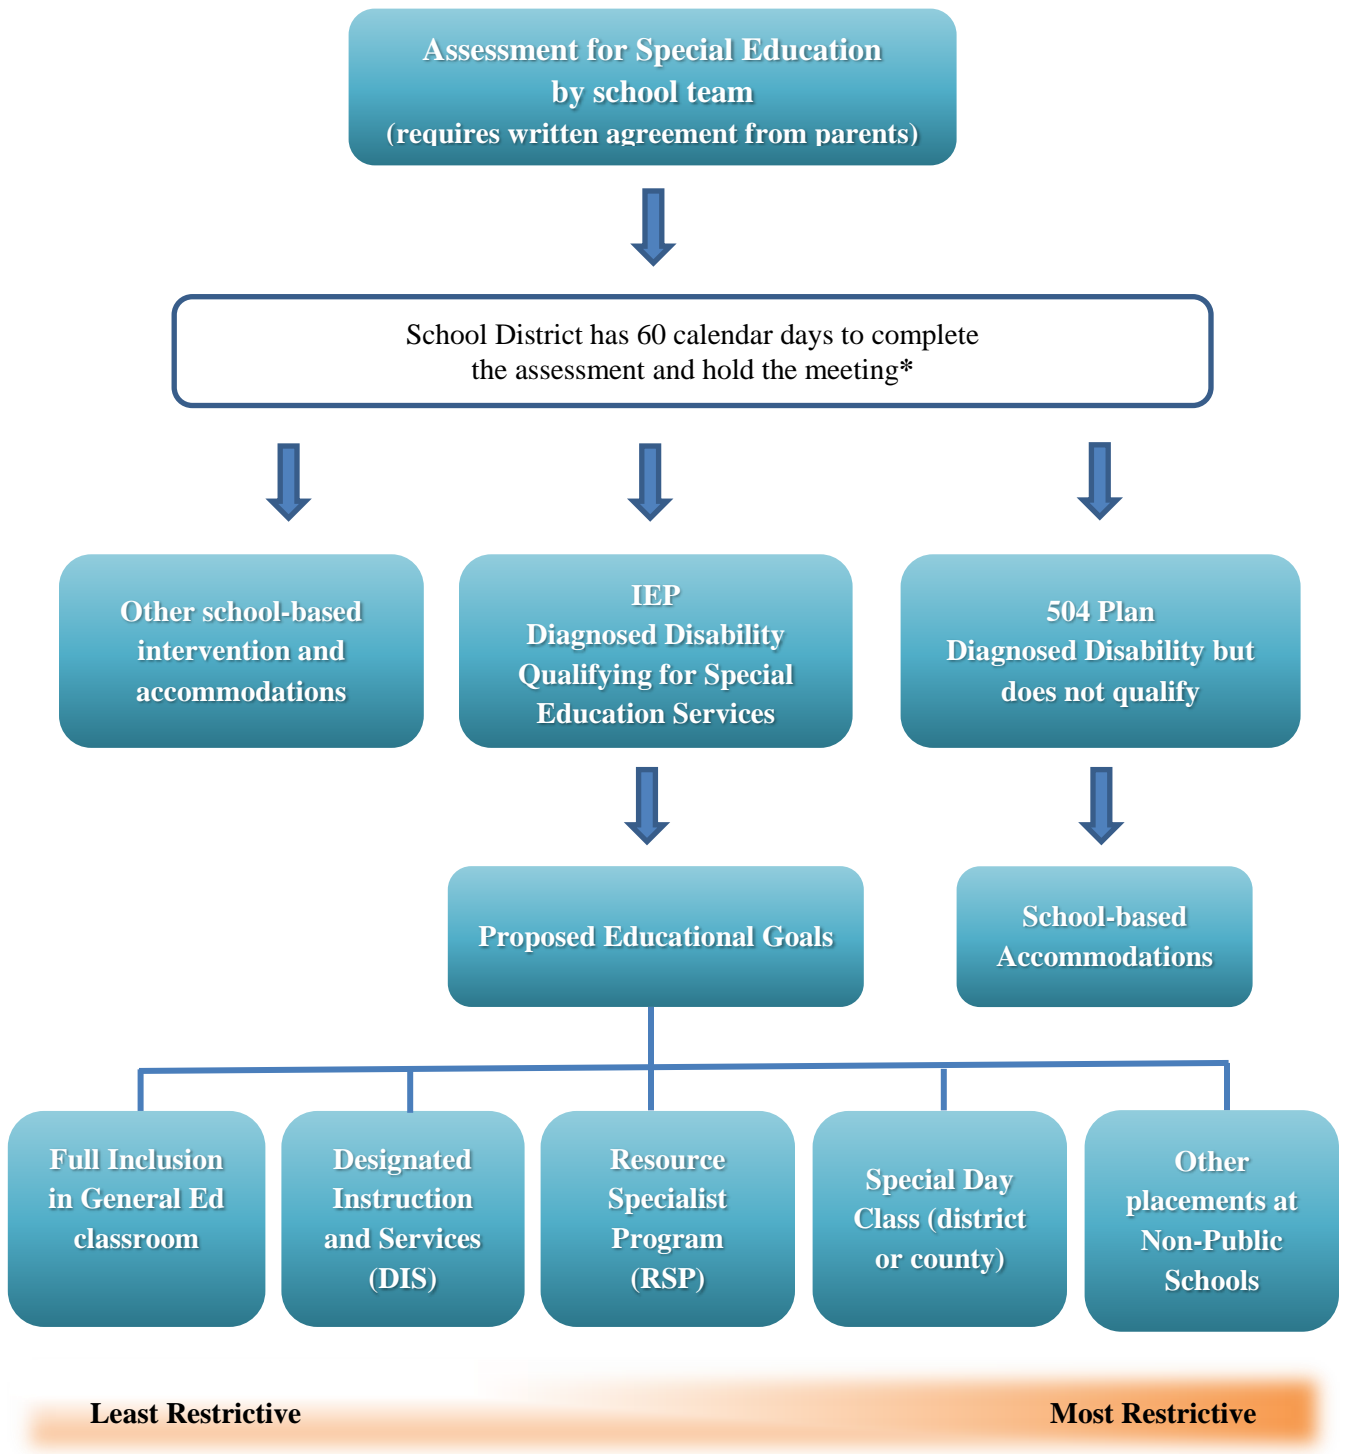 Assessment for Special Education
by school team
(requires written agreement from parents)
School District has 60 calendar days to complete
the assessment and hold the meeting*
Other school-based
intervention and
accommodations
IEP
Diagnosed Disability
Qualifying for Special
Education Services
504 Plan
Diagnosed Disability but
does not qualify
Proposed Educational Goals
School-based
Accommodations
Full Inclusion
in General Ed
classroom
Designated
Instruction
and Services
(DIS)
Resource
Specialist
Program
(RSP)
Special Day
Class (district
or county)
Other
placements at
Non-Public
Schools
Least Restrictive
Most Restrictive